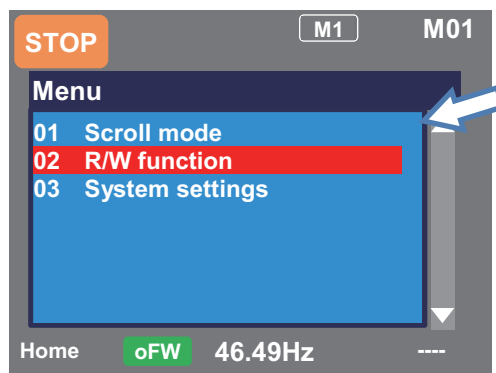 STOP M1 M01
Menu
01 Scroll mode
02 R/W function
03 System settings
Home oFW 46.49Hz ----